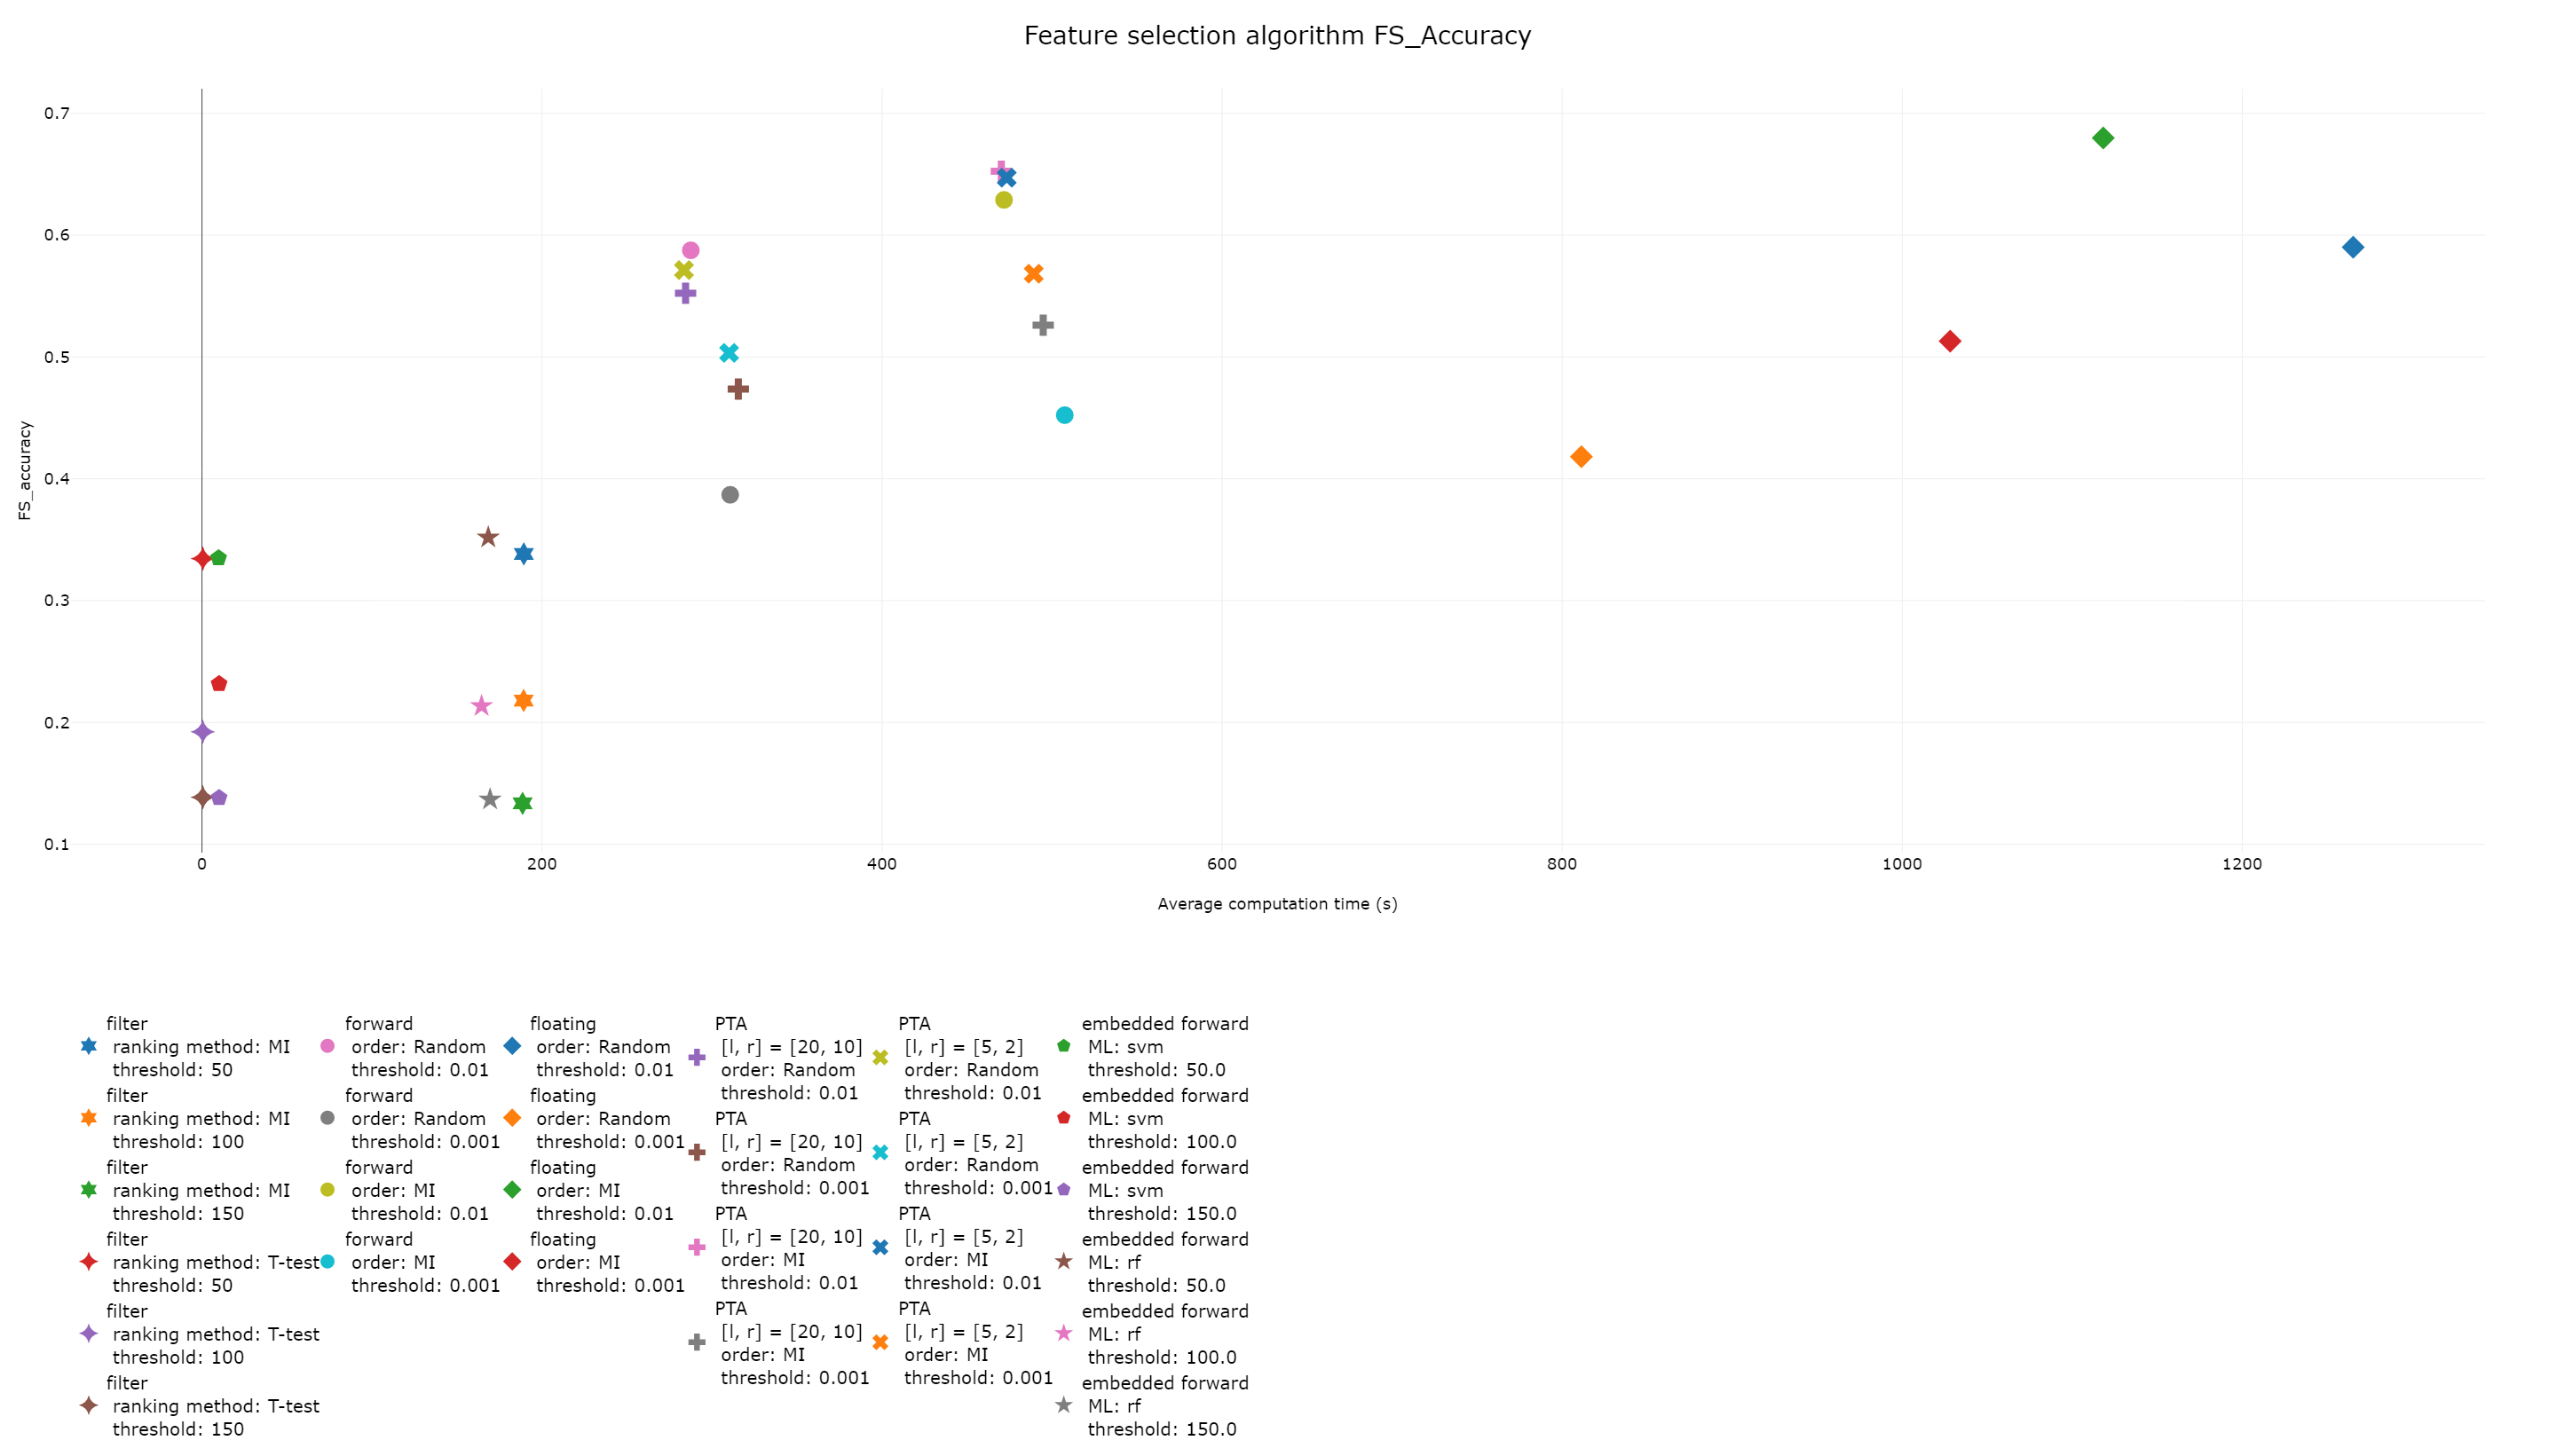 Feature selection algorithm FS_Accuracy
0.7
0.6
0.5
0.4
0.3
0.2
0.1
FS_accuracy
0 200 400 600 800 1000 1200
Average computation time (s)
filter
ranking method: MI
threshold: 50
filter
ranking method: MI
threshold: 100
filter
ranking method: MI
threshold: 150
filter
ranking method: T-test
threshold: 50
filter
ranking method: T-test
threshold: 100
filter
ranking method: T-test
threshold: 150
forward
order: Random
threshold: 0.01
forward
order: Random
threshold: 0.001
forward
order: MI
threshold: 0.01
forward
order: MI
threshold: 0.001
floating
order: Random
threshold: 0.01
floating
order: Random
threshold: 0.001
floating
order: MI
threshold: 0.01
floating
order: MI
threshold: 0.001
PTA
[l, r] = [20, 10]
order: Random
threshold: 0.01
PTA
[l, r] = [20, 10]
order: Random
threshold: 0.001
PTA
[l, r] = [20, 10]
order: MI
threshold: 0.01
PTA
[l, r] = [20, 10]
order: MI
threshold: 0.001
PTA
[l, r] = [5, 2]
order: Random
threshold: 0.01
PTA
[l, r] = [5, 2]
order: Random
threshold: 0.001
PTA
[l, r] = [5, 2]
order: MI
threshold: 0.01
PTA
[l, r] = [5, 2]
order: MI
threshold: 0.001
embedded forward
ML: svm
threshold: 50.0
embedded forward
ML: svm
threshold: 100.0
embedded forward
ML: svm
threshold: 150.0
embedded forward
ML: rf
threshold: 50.0
embedded forward
ML: rf
threshold: 100.0
embedded forward
ML: rf
threshold: 150.0